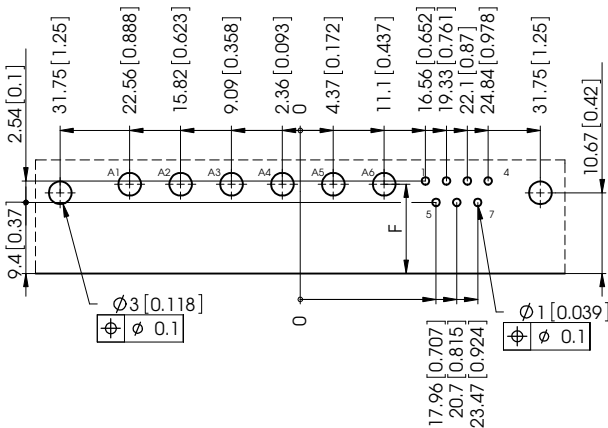 31.75 [1.25]
22.56 [0.888]
15.82 [0.623]
9.09 [0.358]
2.36 [0.093]
0
4.37 [0.172]
11.1 [0.437]
16.56 [0.652]
19.33 [0.761]
22.1 [0.87]
24.84 [0.978]
31.75 [1.25]
2.54 [0.1]
10.67 [0.42]
A1
A2
A3
A4
A5
A6
1
4
5
7
9.4 [0.37]
F
Ø3 [0.118]
⌖ Ø 0.1
0
Ø1 [0.039]
⌖ Ø 0.1
17.96 [0.707]
20.7 [0.815]
23.47 [0.924]